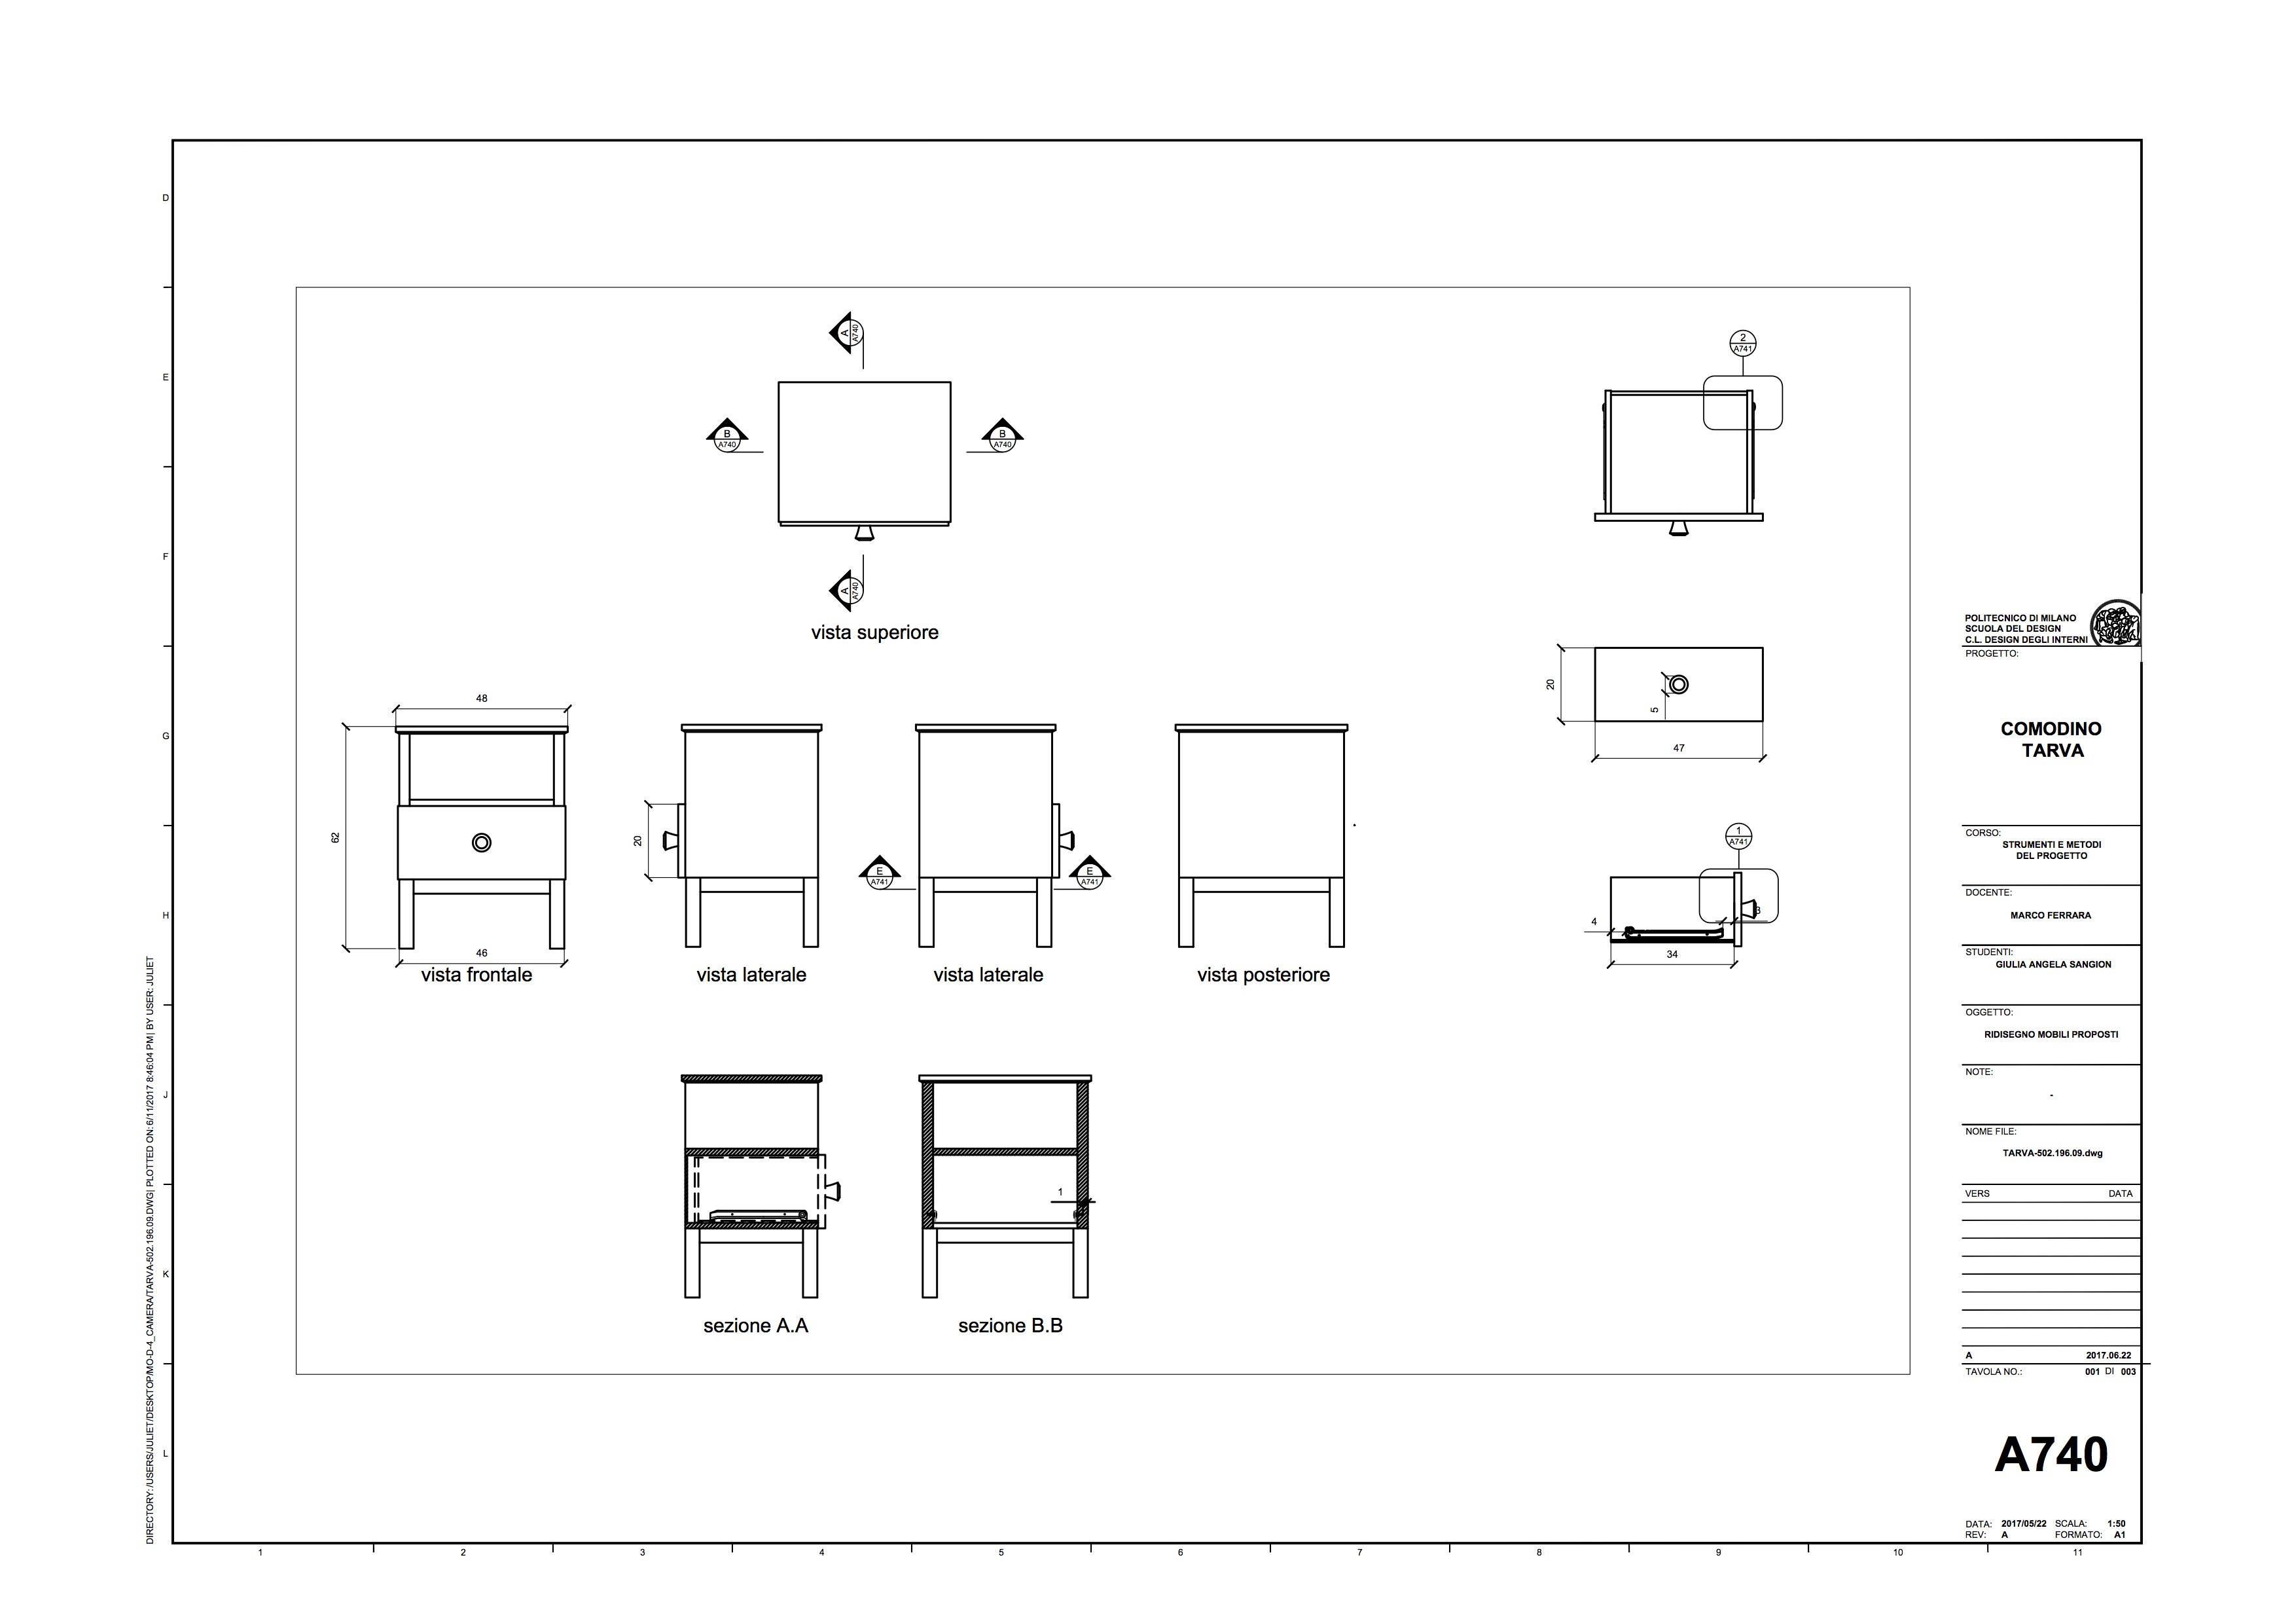 D
E
F
G
H
J
K
L
DIRECTORY: /USERS/JULIET/DESKTOP/MO-D-4_CAMERA/TARVA-502.196.09.DWG| PLOTTED ON: 6/11/2017 8:46:04 PM| BY USER: JULIET
A
A740
B
A740
B
A740
A
A740
vista superiore
2
A741
20
5
47
48
62
46
vista frontale
20
vista laterale
E
A741
E
A741
vista laterale
vista posteriore
1
A741
4
3
34
sezione A.A
1
sezione B.B
POLITECNICO DI MILANO
SCUOLA DEL DESIGN
C.L. DESIGN DEGLI INTERNI
PROGETTO:
COMODINO
TARVA
CORSO:
STRUMENTI E METODI
DEL PROGETTO
DOCENTE:
MARCO FERRARA
STUDENTI:
GIULIA ANGELA SANGION
OGGETTO:
RIDISEGNO MOBILI PROPOSTI
NOTE:
-
NOME FILE:
TARVA-502.196.09.dwg
VERS DATA
A 2017.06.22
TAVOLA NO.: 001 DI 003
A740
DATA: 2017/05/22 SCALA: 1:50
REV: A FORMATO: A1
1 2 3 4 5 6 7 8 9 10 11